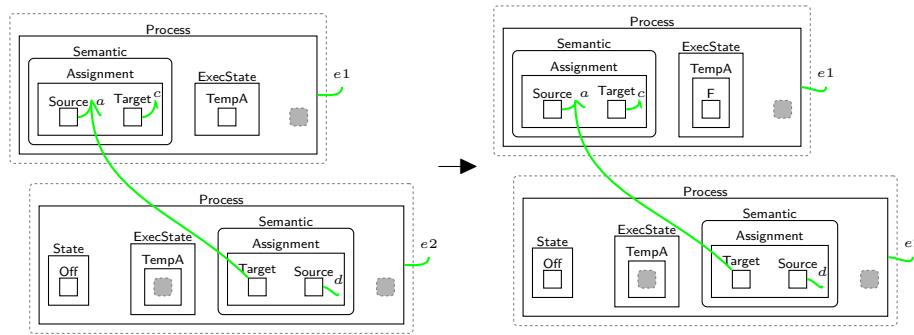 Process
Semantic
Assignment
Source a Target c
ExecState
TempA
e1
Process
State
Off
ExecState
TempA
Semantic
Assignment
Target
Source d
e2
Process
Semantic
Assignment
Source a Target c
ExecState
TempA
F
e1
Process
State
Off
ExecState
TempA
Semantic
Assignment
Target
Source d